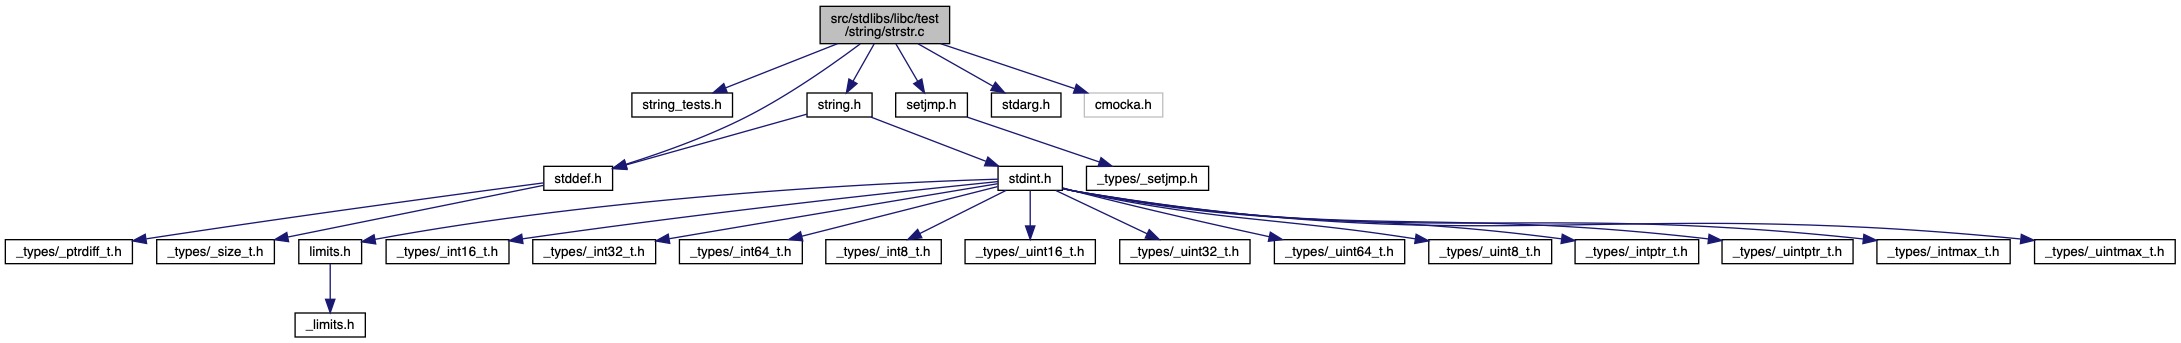 src/stdlibs/libc/test
/string/strstr.c
string_tests.h
string.h
setjmp.h
stdarg.h
cmocka.h
stddef.h
stdint.h
_types/_setjmp.h
_types/_ptrdiff_t.h
_types/_size_t.h
limits.h
_types/_int16_t.h
_types/_int32_t.h
_types/_int64_t.h
_types/_int8_t.h
_types/_uint16_t.h
_types/_uint32_t.h
_types/_uint64_t.h
_types/_uint8_t.h
_types/_intptr_t.h
_types/_uintptr_t.h
_types/_intmax_t.h
_types/_uintmax_t.h
_limits.h